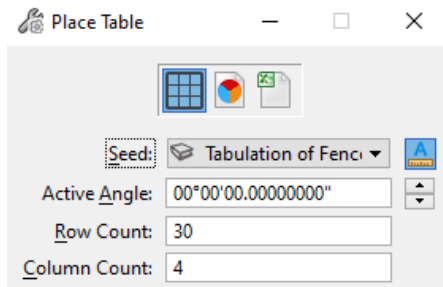 Place Table
Seed: Tabulation of Fenc
Active Angle: 00°00'00.00000000"
Row Count: 30
Column Count: 4